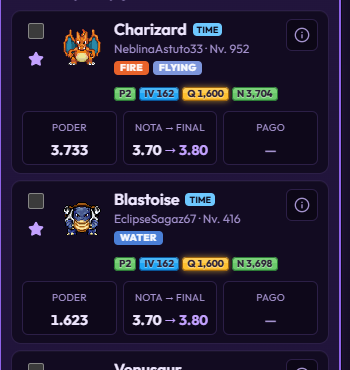 Charizard TIME
NeblinaAstuto33 · Nv. 952
FIRE FLYING
P2 IV 162 Q 1,600 N 3,704
PODER NOTA → FINAL PAGO
3.733 3.70 → 3.80 —
Blastoise TIME
EclipseSagaz67 · Nv. 416
WATER
P2 IV 162 Q 1,600 N 3,698
PODER NOTA → FINAL PAGO
1.623 3.70 → 3.80 —